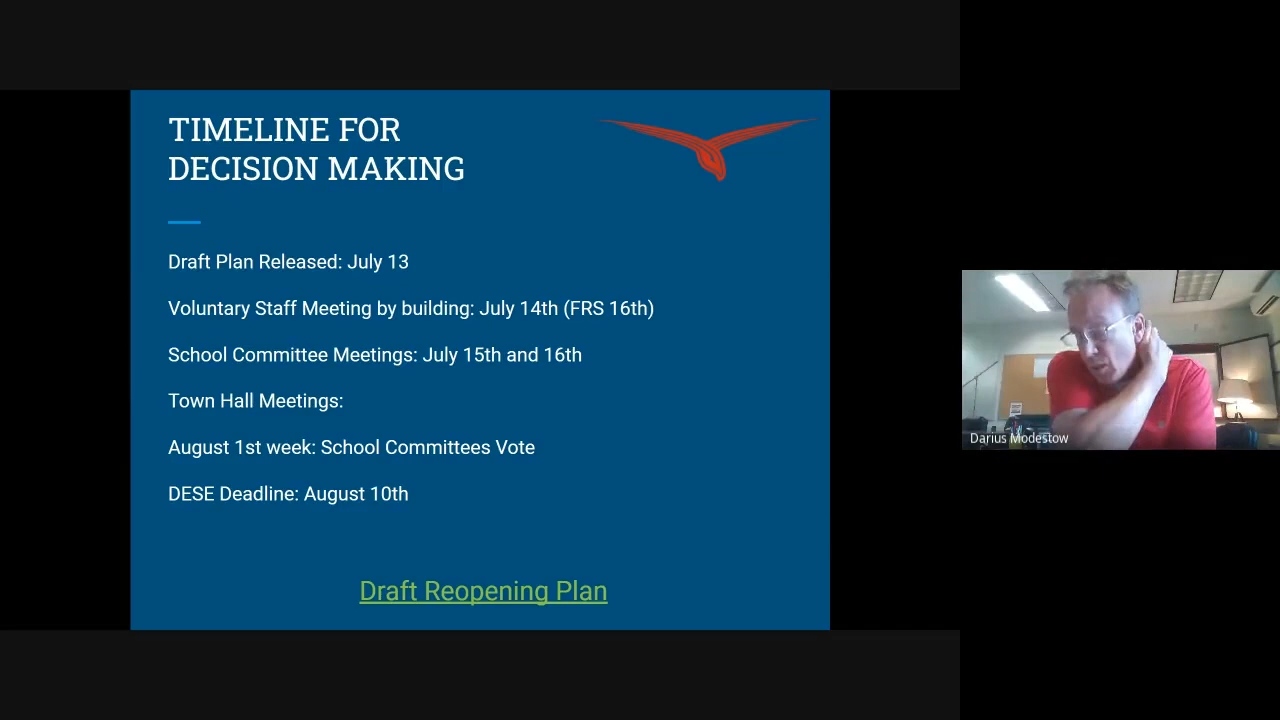 TIMELINE FOR
DECISION MAKING
Draft Plan Released: July 13
Voluntary Staff Meeting by building: July 14th (FRS 16th)
School Committee Meetings: July 15th and 16th
Town Hall Meetings:
August 1st week: School Committees Vote
DESE Deadline: August 10th
Draft Reopening Plan
Darius Modestow